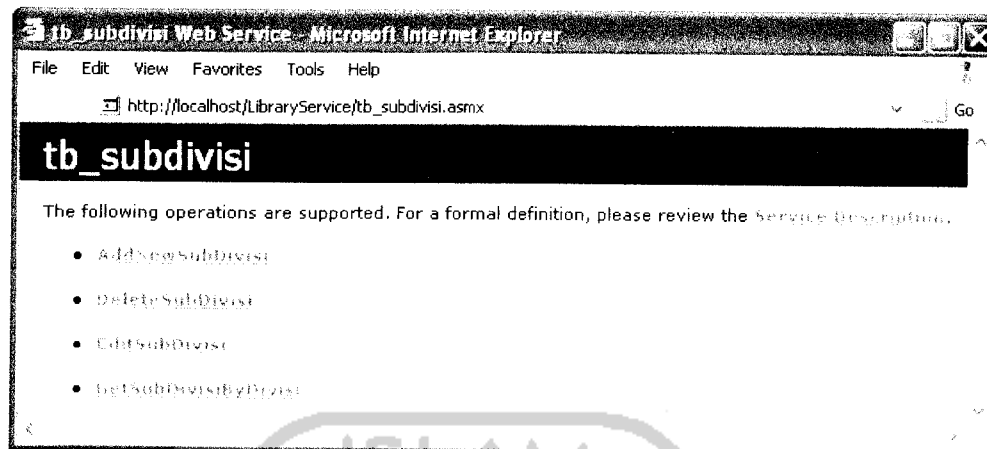 tb_subdivisi Web Service - Microsoft Internet Explorer
File Edit View Favorites Tools Help
http://localhost/LibraryService/tb_subdivisi.asmx Go
tb_subdivisi
The following operations are supported. For a formal definition, please review the Service Description.
• AddNewSubDivisi
• DeleteSubDivisi
• EditSubDivisi
• GetSubDivisiByDivisi
ISLAM